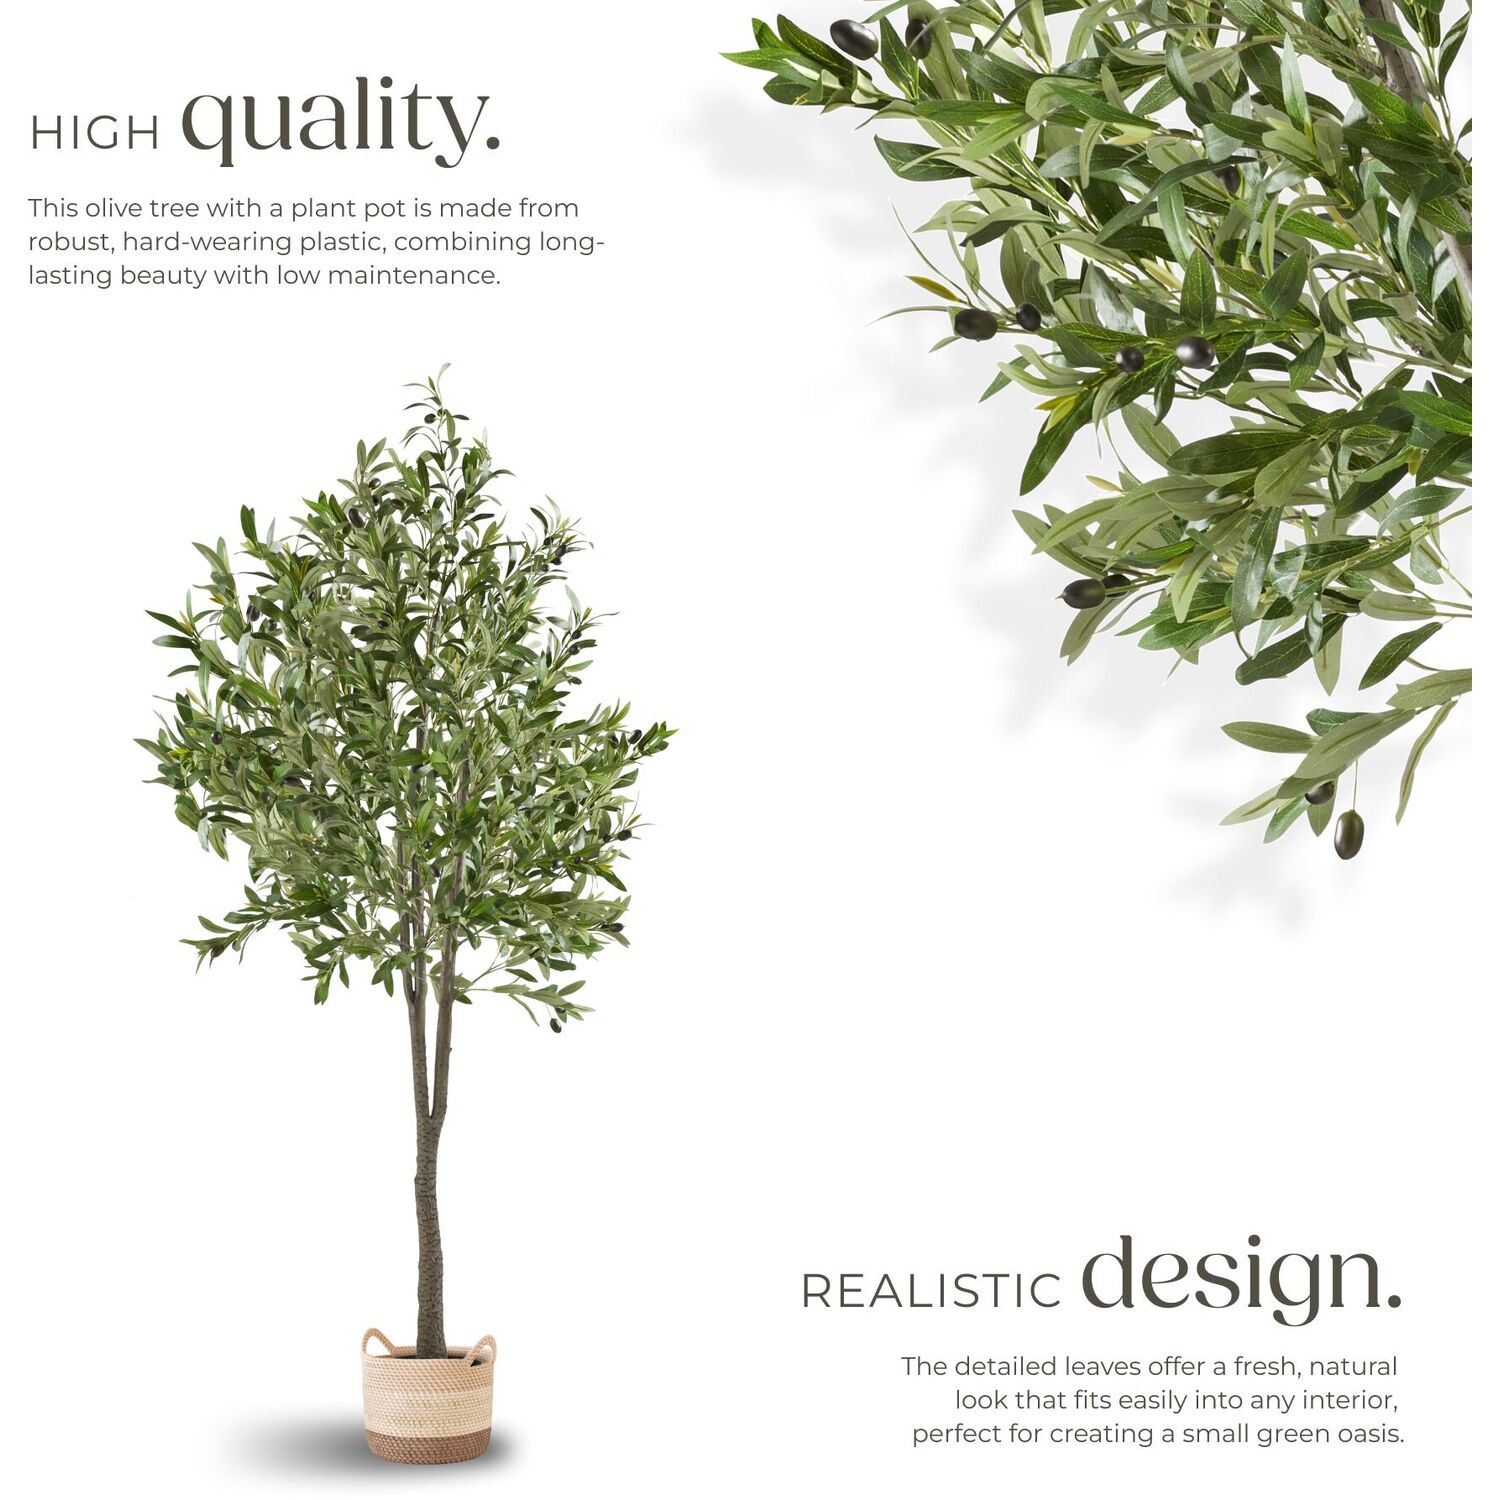 HIGH quality.
This olive tree with a plant pot is made from
robust, hard-wearing plastic, combining long-
lasting beauty with low maintenance.
REALISTIC design.
The detailed leaves offer a fresh, natural
look that fits easily into any interior,
perfect for creating a small green oasis.